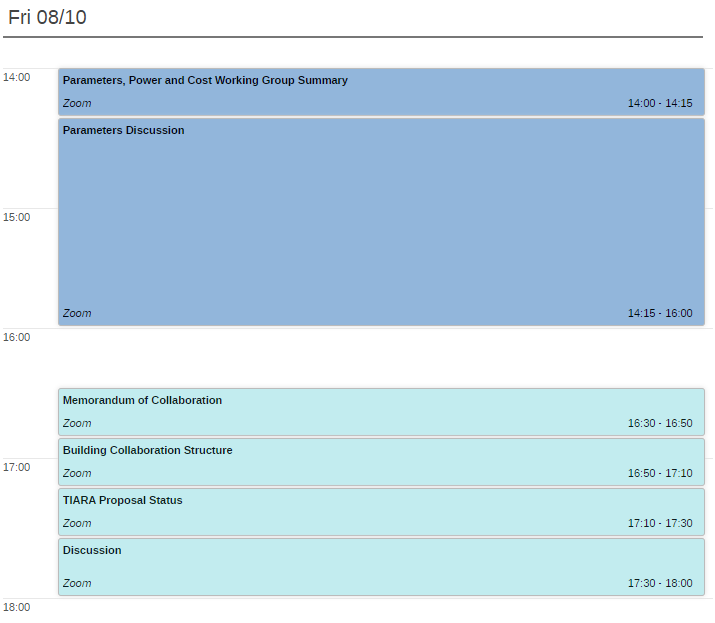 Fri 08/10
14:00
Parameters, Power and Cost Working Group Summary
Zoom 14:00 - 14:15
Parameters Discussion
15:00
Zoom 14:15 - 16:00
16:00
Memorandum of Collaboration
Zoom 16:30 - 16:50
Building Collaboration Structure
17:00
Zoom 16:50 - 17:10
TIARA Proposal Status
Zoom 17:10 - 17:30
Discussion
Zoom 17:30 - 18:00
18:00